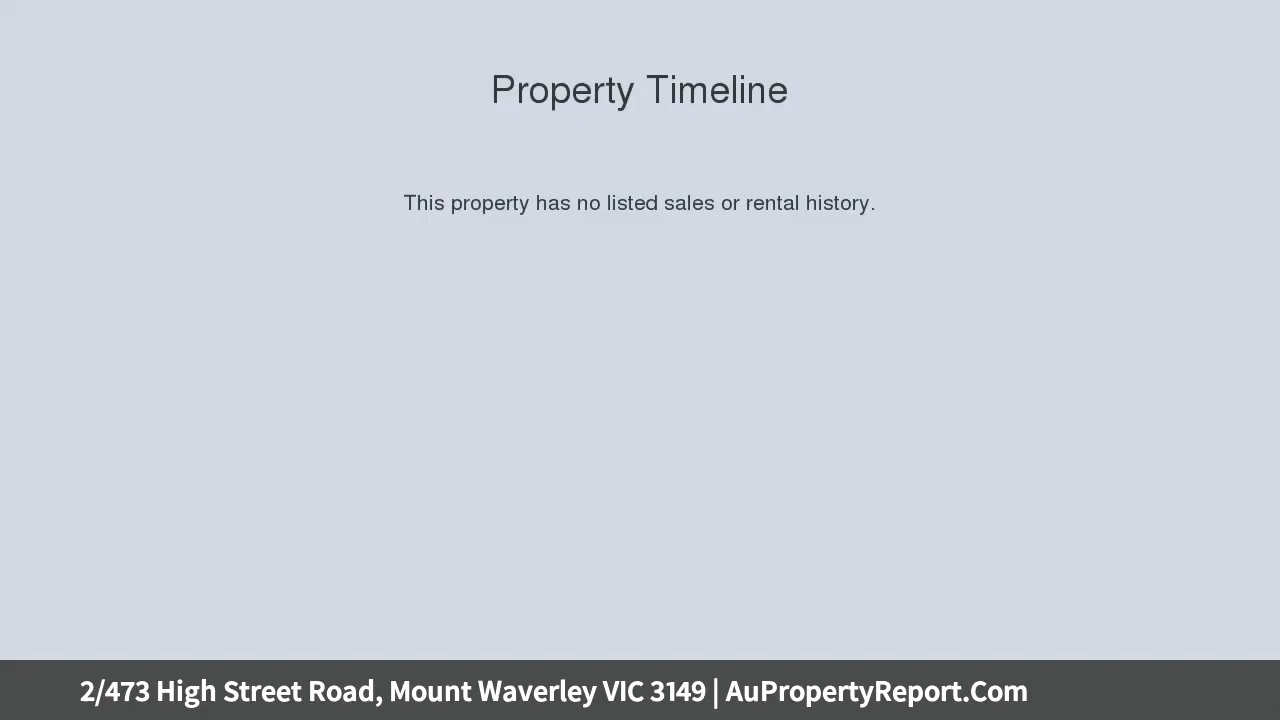 Property Timeline
This property has no listed sales or rental history.
2/473 High Street Road, Mount Waverley VIC 3149 | AuPropertyReport.Com